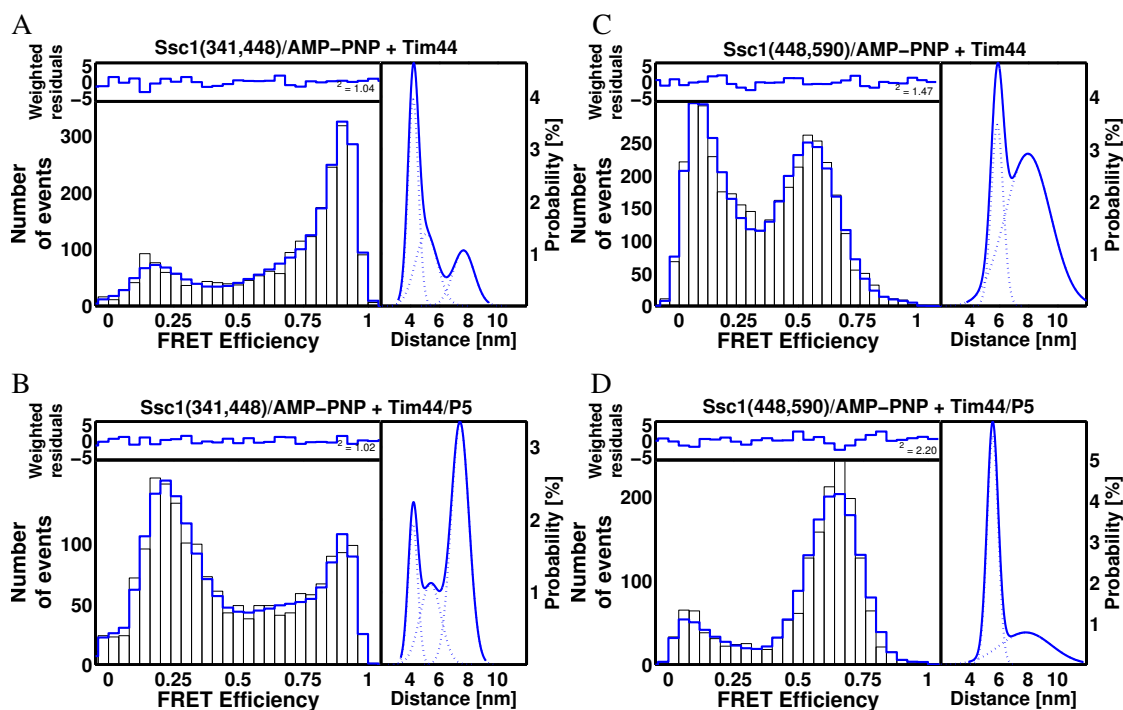 A
Ssc1(341,448)/AMP−PNP + Tim44
Weighted
residuals
5
0
−5
2 = 1.04
Number
of events
300
200
100
0
0 0.25 0.5 0.75 1
FRET Efficiency
4 6 8 10
Distance [nm]
4
3
2
1
Probability [%]
C
Ssc1(448,590)/AMP−PNP + Tim44
Weighted
residuals
5
0
−5
2 = 1.47
Number
of events
250
200
150
100
50
0
0 0.25 0.5 0.75 1
FRET Efficiency
4 6 8 10
Distance [nm]
4
3
2
1
Probability [%]
B
Ssc1(341,448)/AMP−PNP + Tim44/P5
Weighted
residuals
5
0
−5
2 = 1.02
Number
of events
100
50
0
0 0.25 0.5 0.75 1
FRET Efficiency
4 6 8 10
Distance [nm]
3
2
1
Probability [%]
D
Ssc1(448,590)/AMP−PNP + Tim44/P5
Weighted
residuals
5
0
−5
2 = 2.20
Number
of events
200
100
0
0 0.25 0.5 0.75 1
FRET Efficiency
4 6 8 10
Distance [nm]
5
4
3
2
1
Probability [%]